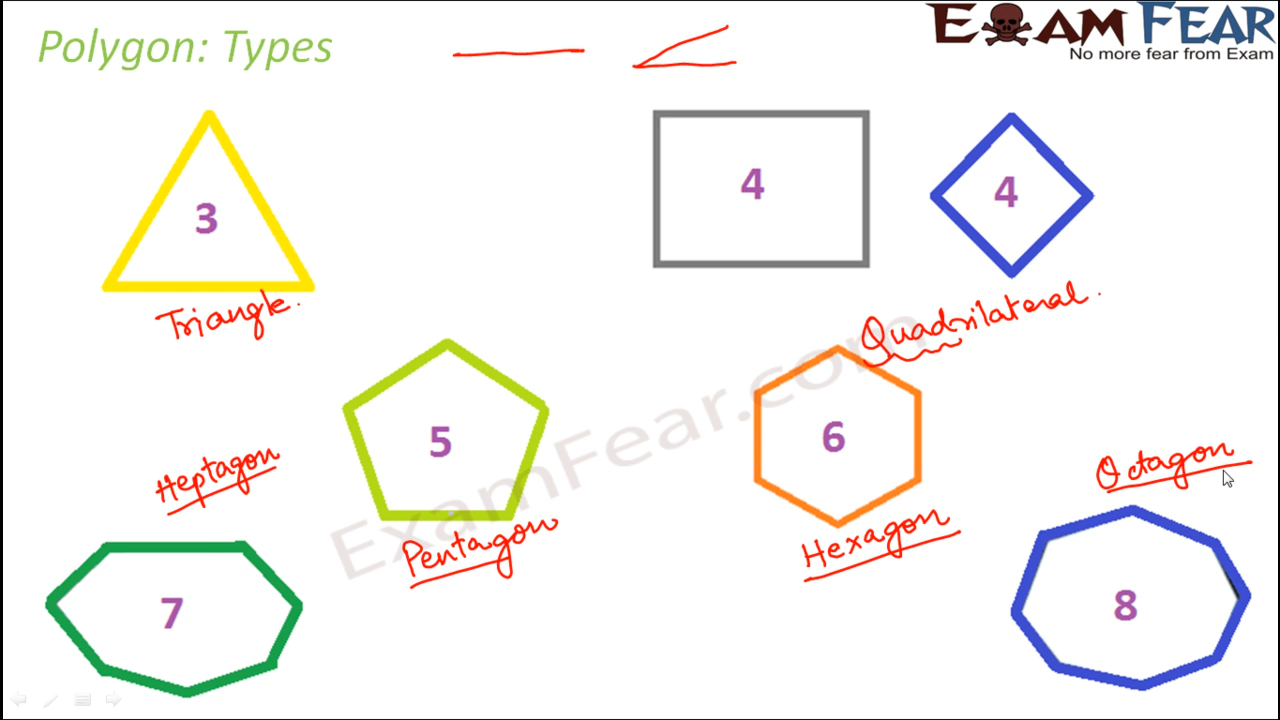 Polygon: Types
EXAM FEAR
No more fear from Exam
3
4
4
Triangle.
Quadrilateral.
5
6
Heptagon
Octagon
Pentagon
Hexagon
7
8
ExamFear.com